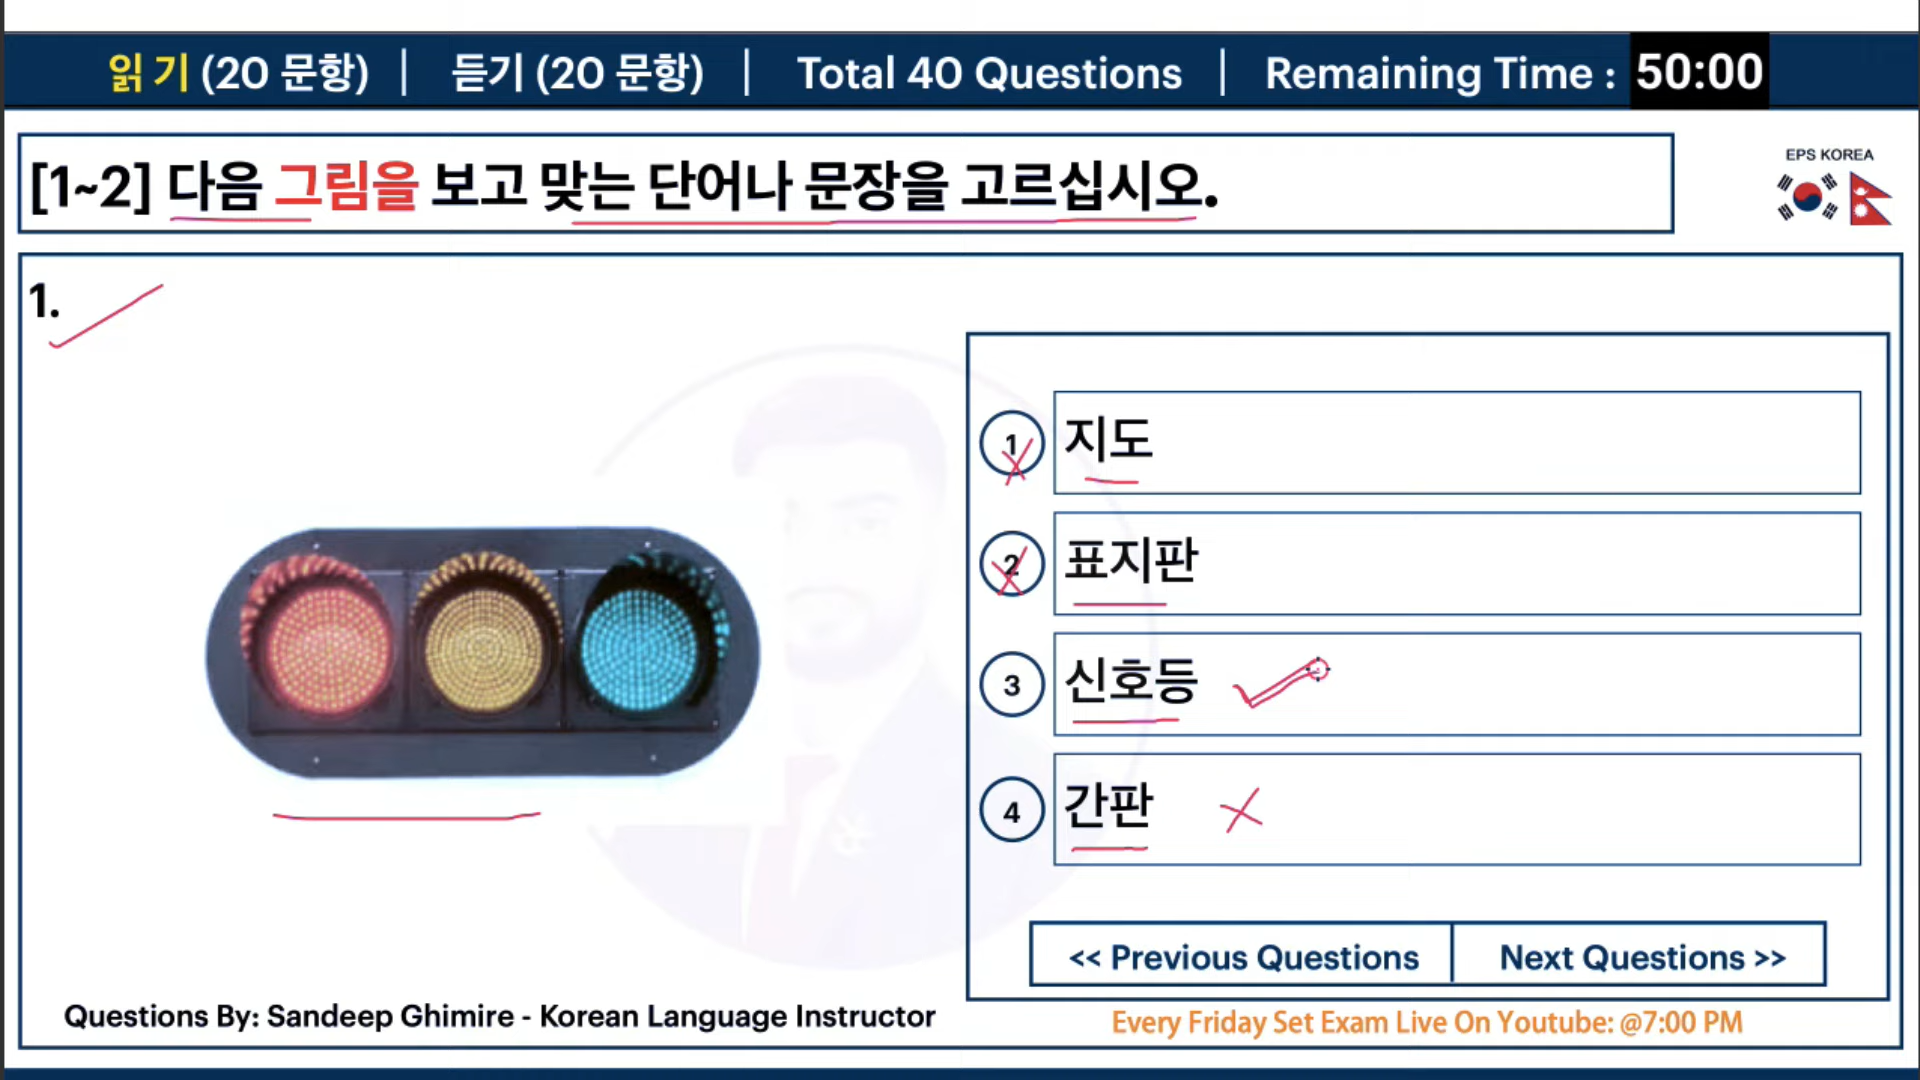 읽 기 (20 문항) | 듣기 (20 문항) | Total 40 Questions | Remaining Time : 50:00
[1~2] 다음 그림을 보고 맞는 단어나 문장을 고르십시오.
EPS KOREA
1.
1 지도
2 표지판
3 신호등
4 간판
<< Previous Questions
Next Questions >>
Questions By: Sandeep Ghimire - Korean Language Instructor
Every Friday Set Exam Live On Youtube: @7:00 PM